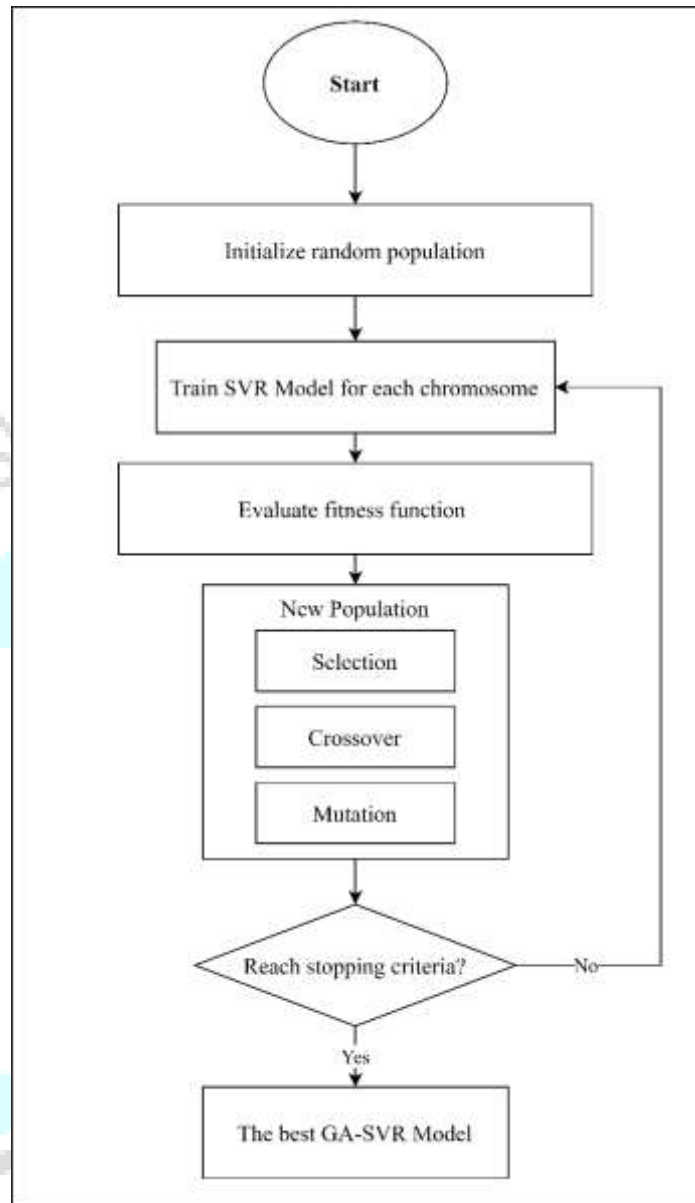 Start
Initialize random population
Train SVR Model for each chromosome
Evaluate fitness function
New Population
Selection
Crossover
Mutation
Reach stopping criteria?
No
Yes
The best GA-SVR Model